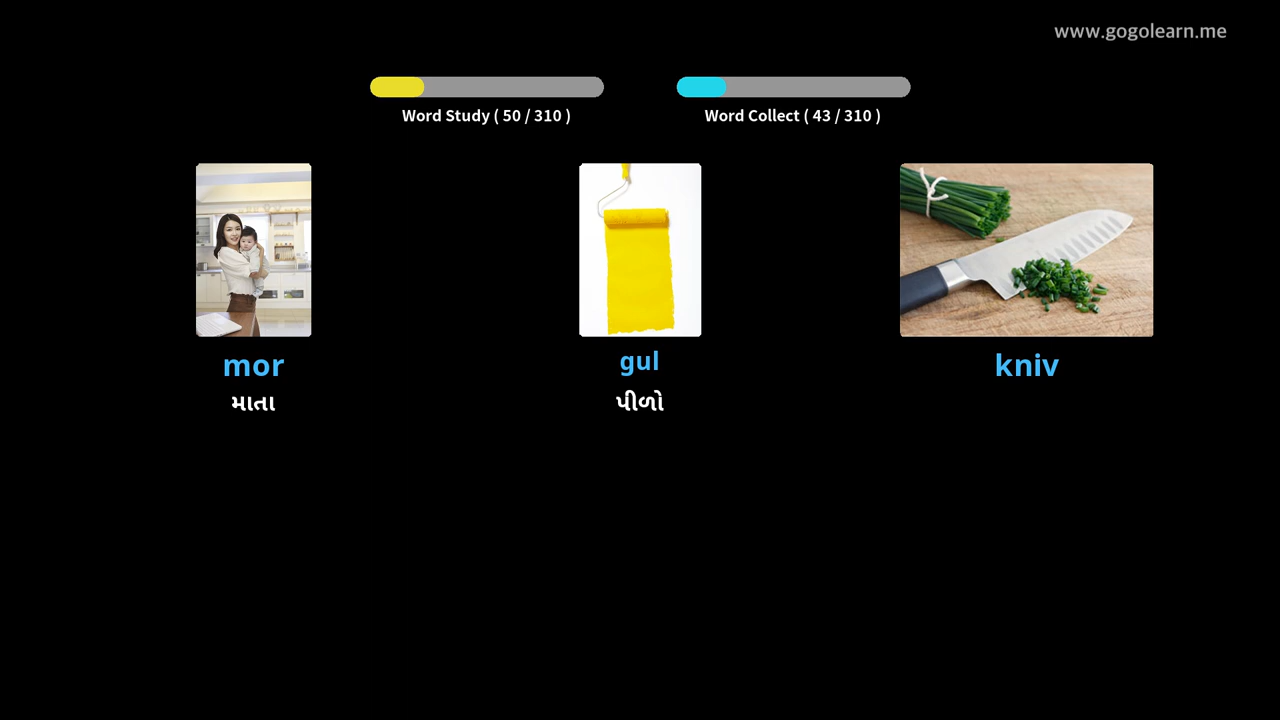 www.gogolearn.me
Word Study ( 50 / 310 )
Word Collect ( 43 / 310 )
mor
gul
kniv
માતા
પીળો